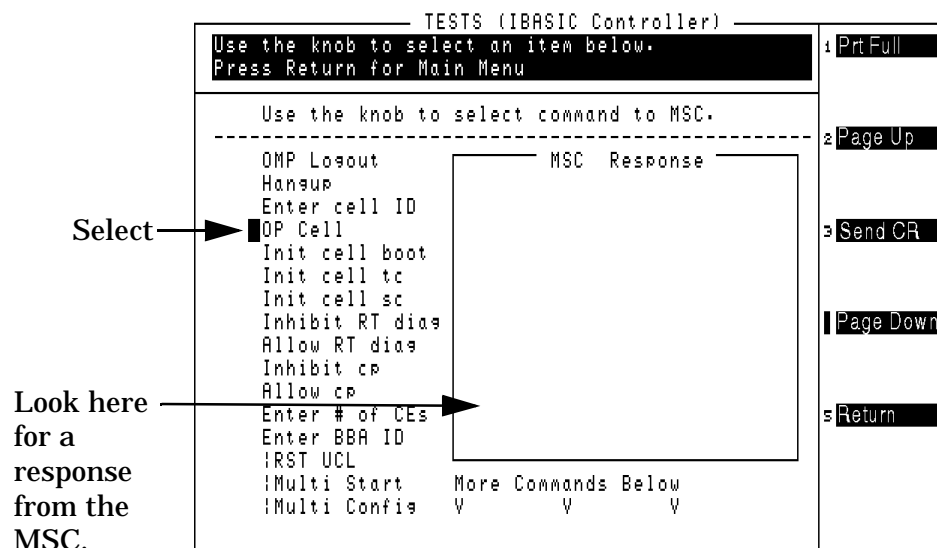 TESTS (IBASIC Controller)
Use the knob to select an item below.
Press Return for Main Menu
Use the knob to select command to MSC.
OMP Logout
Hangup
Enter cell ID
OP Cell
Init cell boot
Init cell tc
Init cell sc
Inhibit RT diag
Allow RT diag
Inhibit cp
Allow cp
Enter # of CEs
Enter BBA ID
¦RST UCL
¦Multi Start
¦Multi Config
MSC Response
More Commands Below
V V V
1 Prt Full
2 Page Up
3 Send CR
Page Down
5 Return
Select
Look here
for a
response
from the
MSC.